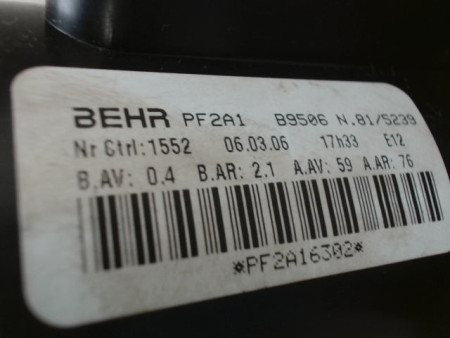 BEHR PF2A1 B9506 N.81/5239
Nr Ctrl:1552 06.03.06 17h33 E12
B.AV: 0.4 B.AR: 2.1 A.AV: 59 A.AR: 76
*PF2A16302*